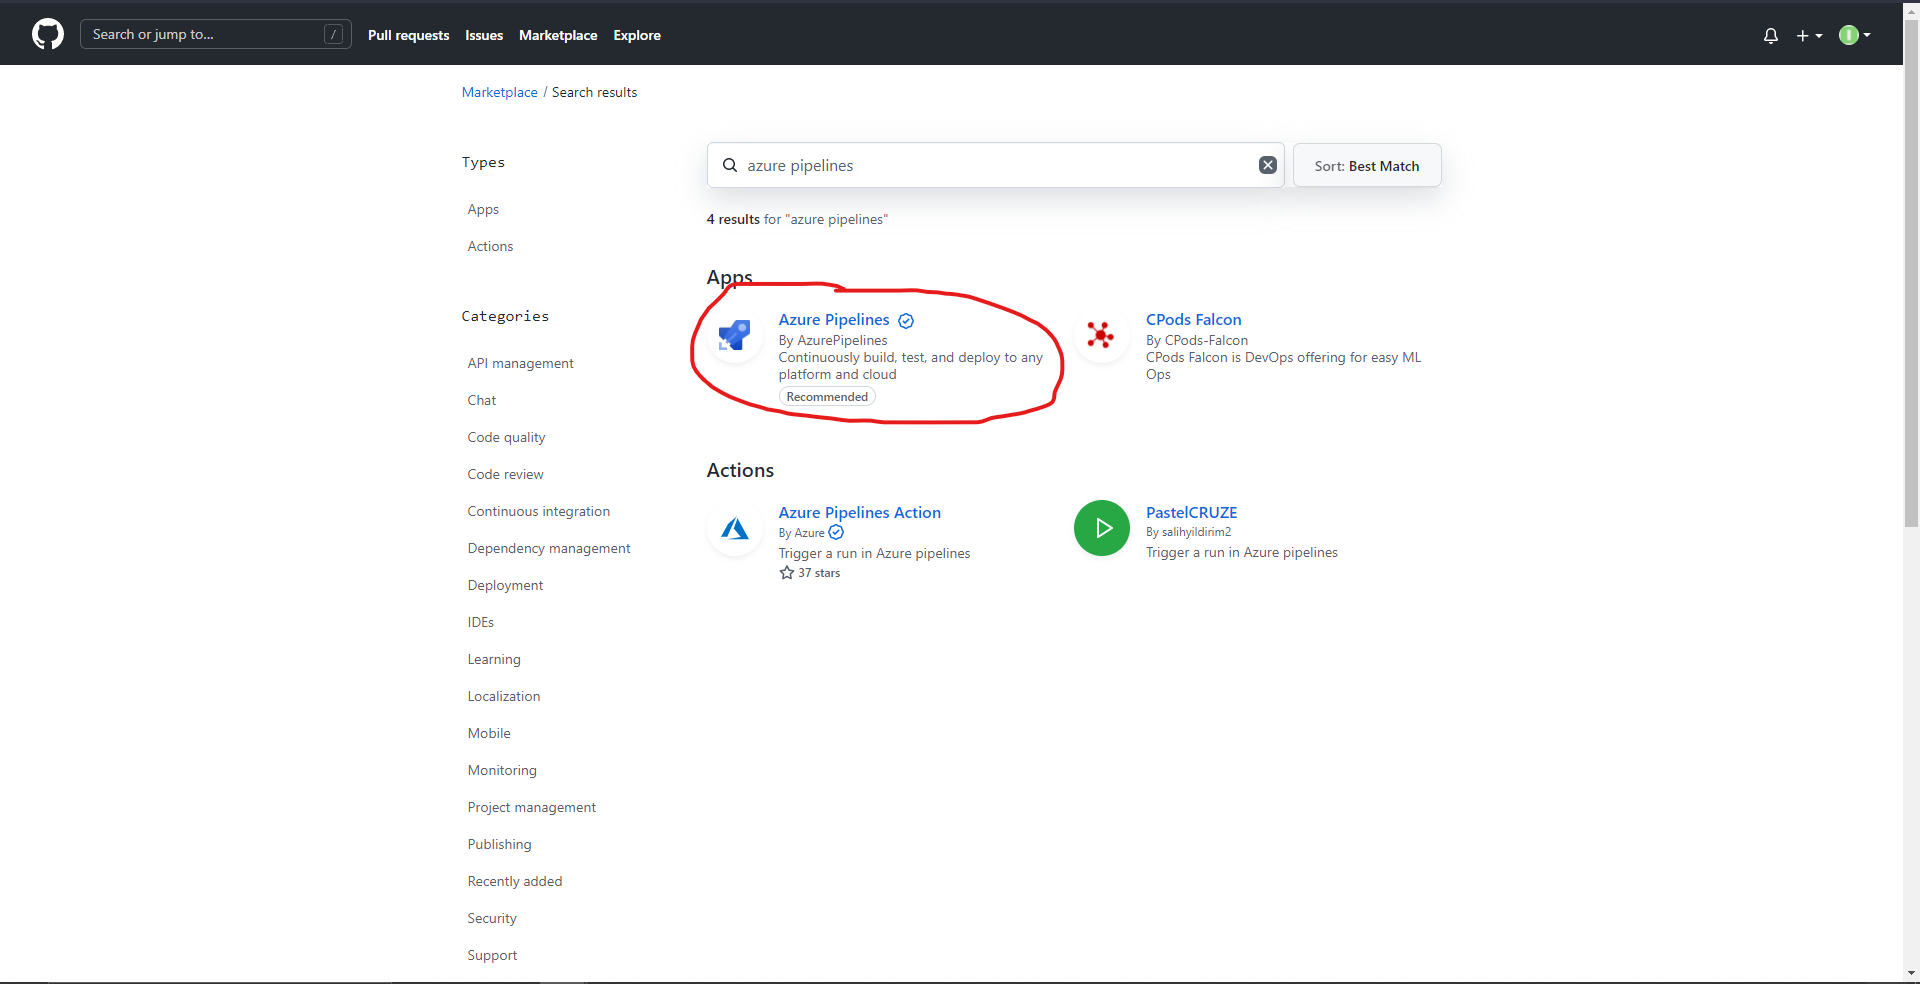 Search or jump to... /
Pull requests Issues Marketplace Explore
Marketplace / Search results
Types
Apps
Actions
Categories
API management
Chat
Code quality
Code review
Continuous integration
Dependency management
Deployment
IDEs
Learning
Localization
Mobile
Monitoring
Project management
Publishing
Recently added
Security
Support
azure pipelines
Sort: Best Match
4 results for "azure pipelines"
Apps
Azure Pipelines
By AzurePipelines
Continuously build, test, and deploy to any
platform and cloud
Recommended
CPods Falcon
By CPods-Falcon
CPods Falcon is DevOps offering for easy ML
Ops
Actions
Azure Pipelines Action
By Azure
Trigger a run in Azure pipelines
37 stars
PastelCRUZE
By salihyildirim2
Trigger a run in Azure pipelines